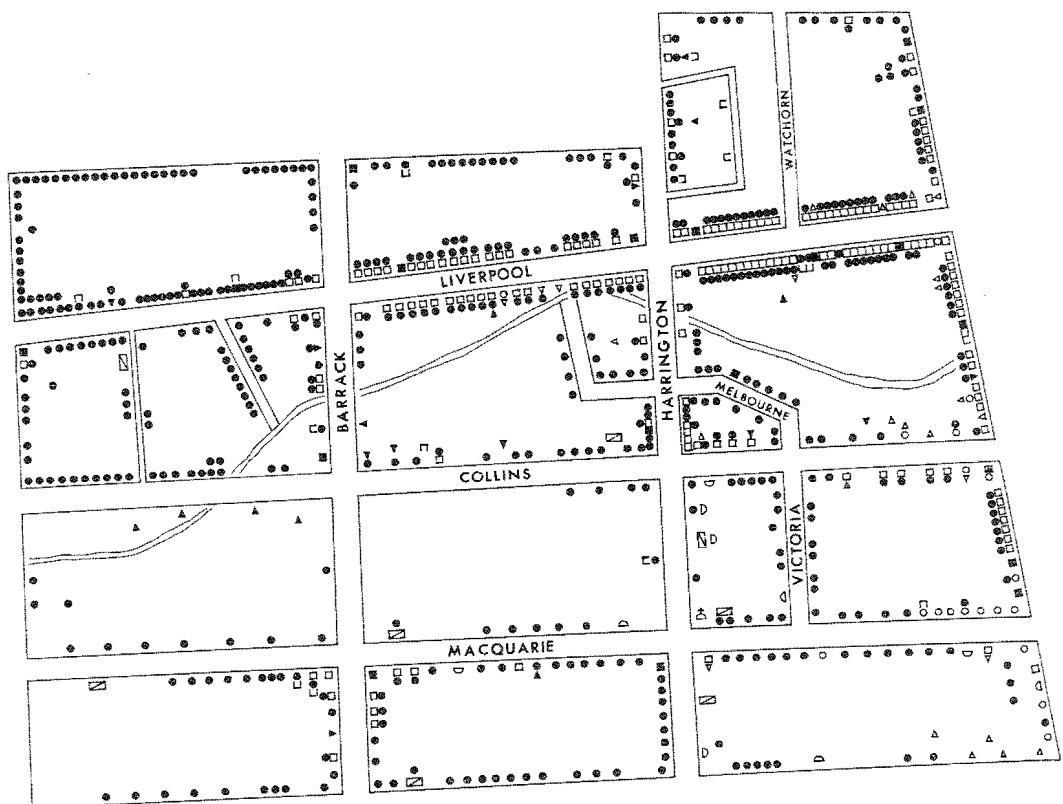 WATCHORN
LIVERPOOL
BARRACK
HARRINGTON
MELBOURNE
COLLINS
VICTORIA
MACQUARIE